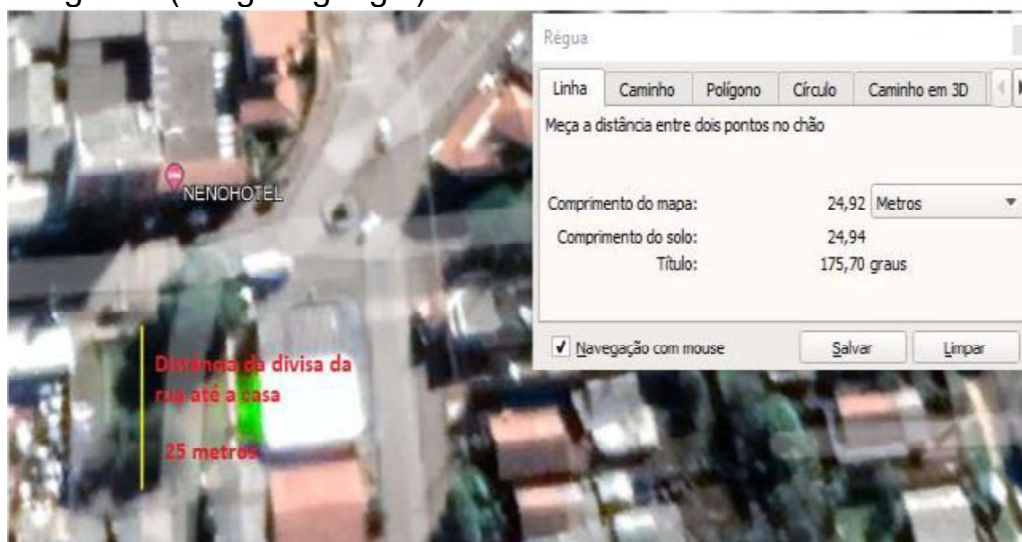 Régua
Linha
Caminho
Polígono
Círculo
Caminho em 3D
Meça a distância entre dois pontos no chão
Comprimento do mapa: 24,92 Metros
Comprimento do solo: 24,94
Título: 175,70 graus
Navegação com mouse
Salvar
Limpar
NENOHOTEL
Distância da divisa da
rua até a casa
25 metros